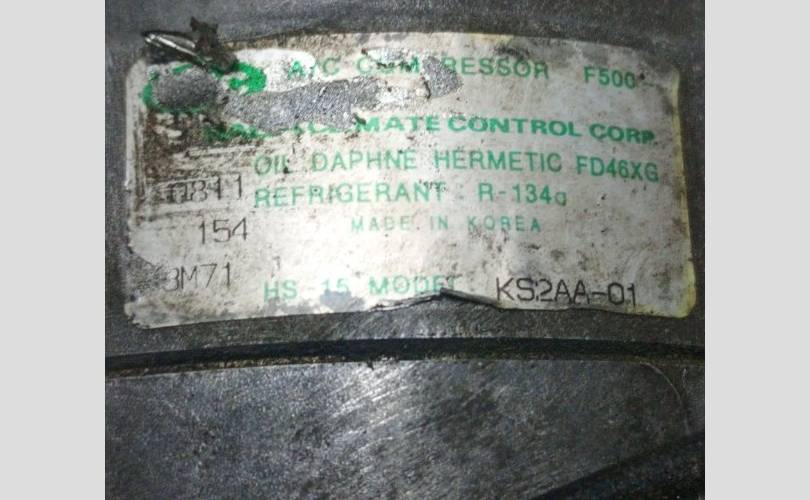 A/C COMPRESSOR F500
CLIMATE CONTROL CORP.
OIL DAPHNE HERMETIC FD46XG
0811 REFRIGERANT R-134a
154 MADE IN KOREA
3M71 HS-15 MODEL KS2AA-01